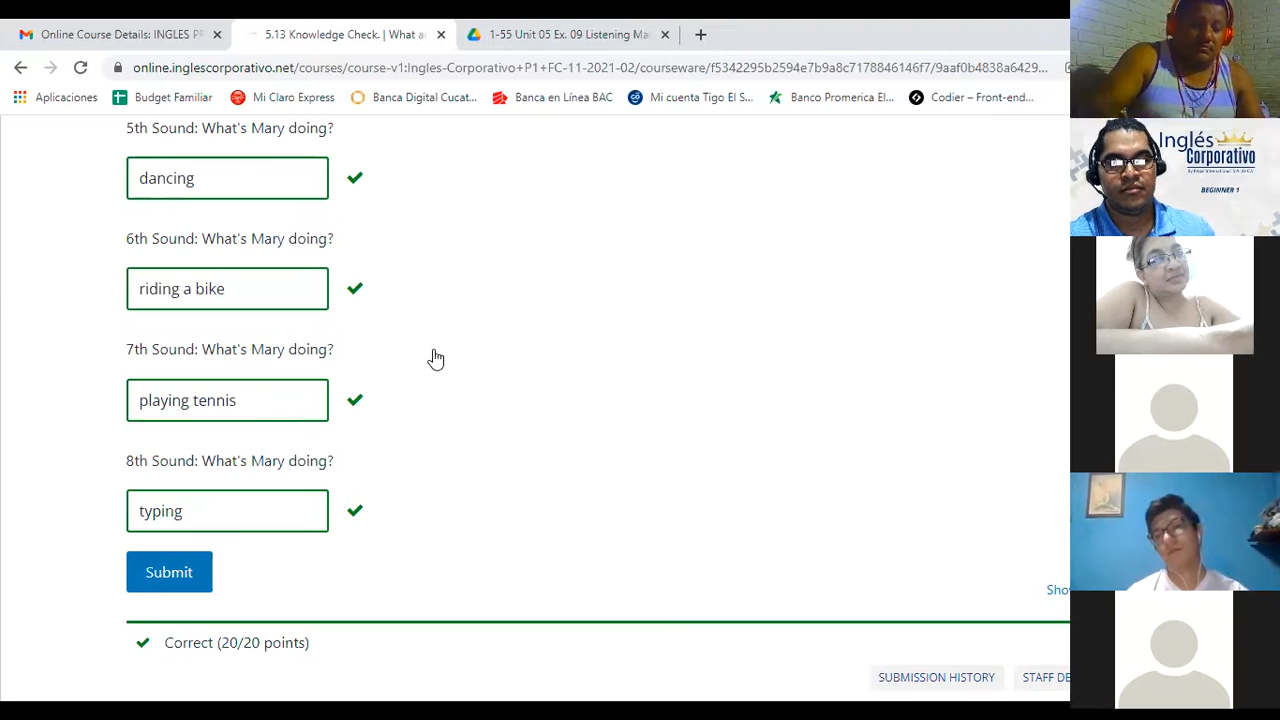 Online Course Details: INGLES PF
5.13 Knowledge Check. | What a
1-55 Unit 05 Ex. 09 Listening Ma
online.inglescorporativo.net/courses/course-v1:Ingles-Corporativo+P1+FC-11-2021-02/courseware/f5342295b2594e7b9a8c7178846146f7/9aaf0b4838a6429...
Aplicaciones
Budget Familiar
Mi Claro Express
Banca Digital Cucat...
Banca en Línea BAC
Mi cuenta Tigo El S...
Banco Promerica El...
Codier – Front-end...
5th Sound: What's Mary doing?
dancing
6th Sound: What's Mary doing?
riding a bike
7th Sound: What's Mary doing?
playing tennis
8th Sound: What's Mary doing?
typing
Submit
Sho
Correct (20/20 points)
SUBMISSION HISTORY
STAFF DE
Inglés
Corporativo
BEGINNER 1